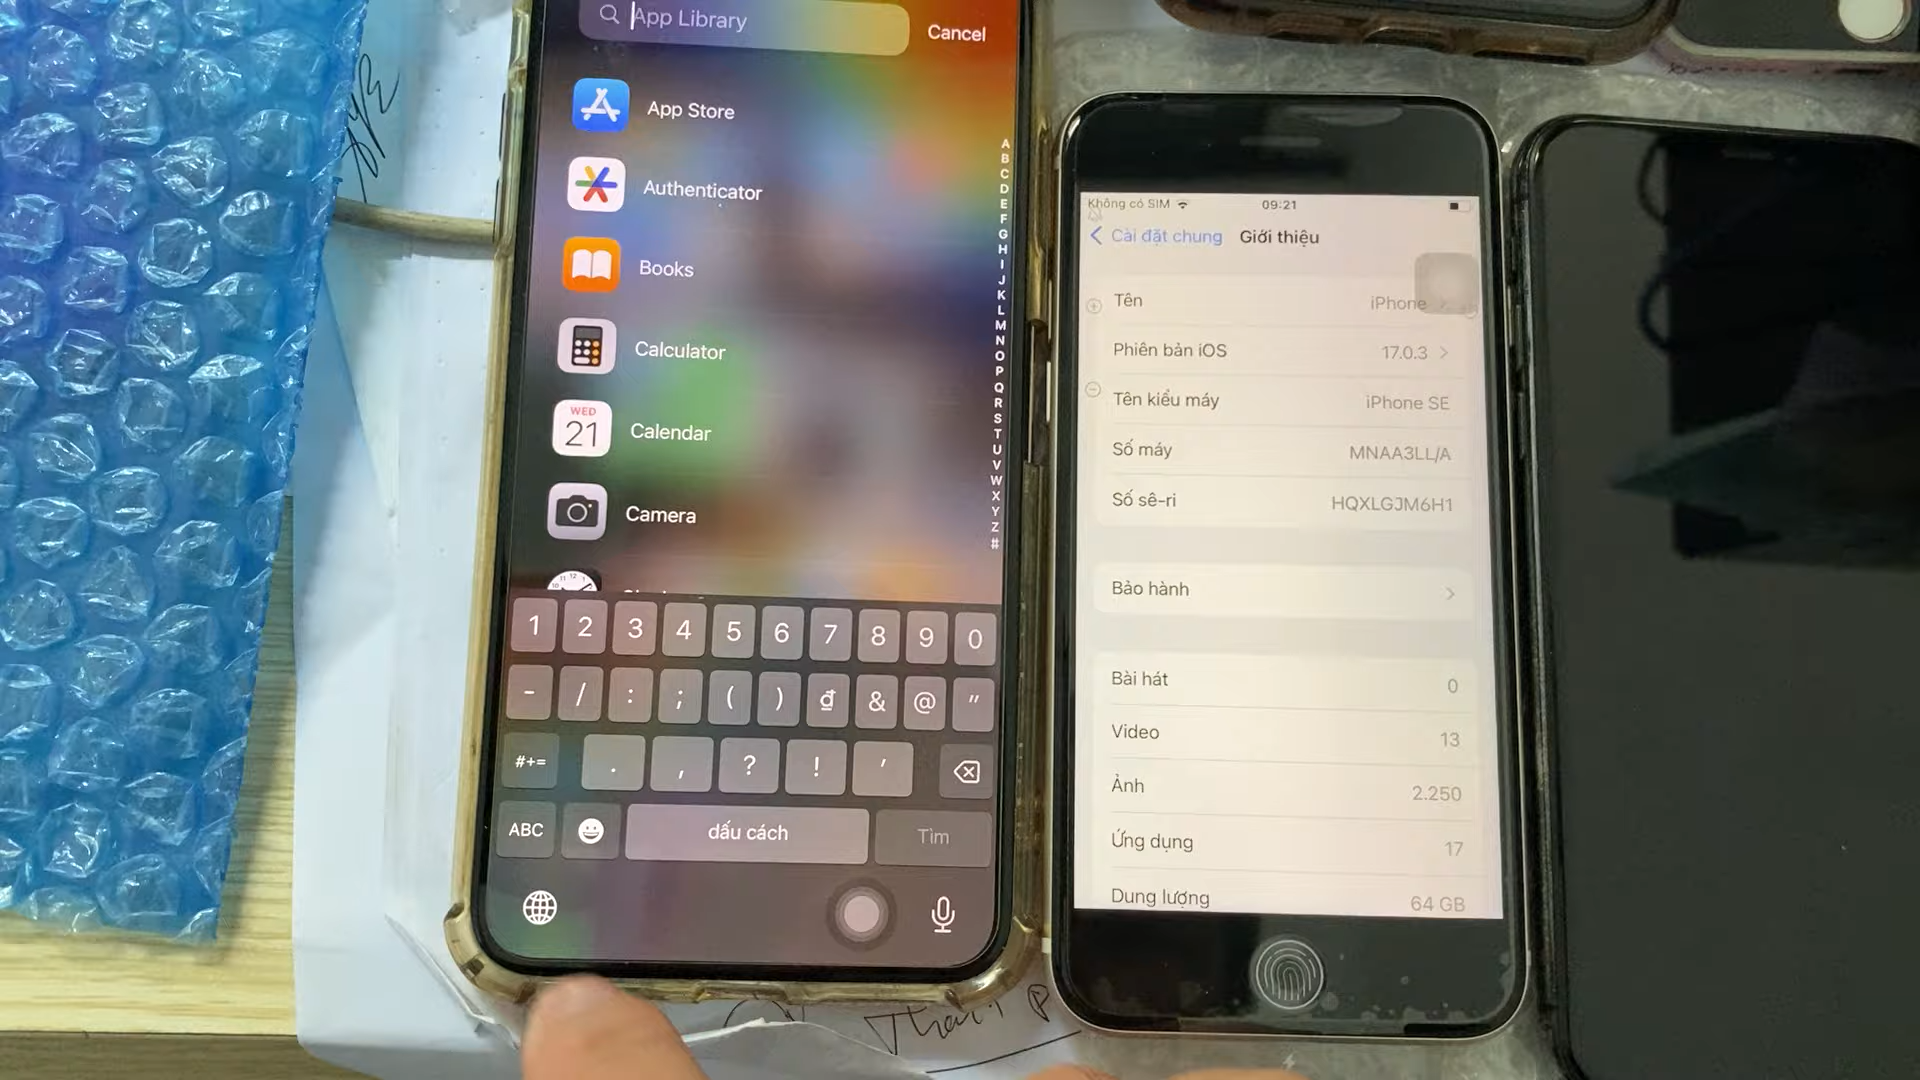 App Library
Cancel
App Store
Authenticator
Books
Calculator
WED
21
Calendar
Camera
A
B
C
D
E
F
G
H
I
J
K
L
M
N
O
P
Q
R
S
T
U
V
W
X
Y
Z
#
1 2 3 4 5 6 7 8 9 0
- / : ; ( ) đ & @ "
#+= . , ? ! '
ABC dấu cách Tìm
Không có SIM 09:21
Cài đặt chung Giới thiệu
Tên iPhone
Phiên bản iOS 17.0.3
Tên kiểu máy iPhone SE
Số máy MNAA3LL/A
Số sê-ri HQXLGJM6H1
Bảo hành
Bài hát 0
Video 13
Ảnh 2.250
Ứng dụng 17
Dung lượng 64 GB